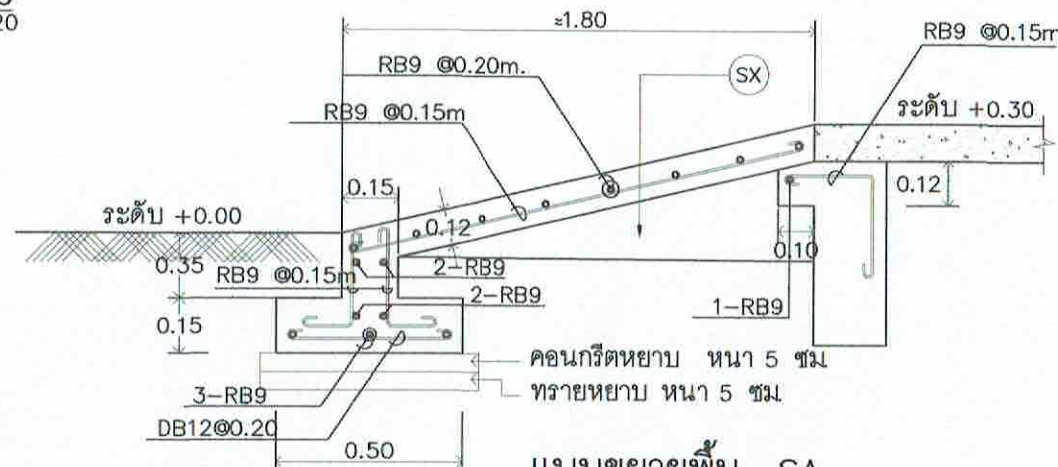 20
≈1.80
RB9 @0.15m
RB9 @0.20m.
SX
RB9 @0.15m
ระดับ +0.30
0.15
0.12
ระดับ +0.00
0.12
0.10
0.35
RB9 @0.15m
2-RB9
2-RB9
1-RB9
0.15
คอนกรีตหยาบ หนา 5 ซม
ทรายหยาบ หนา 5 ซม
3-RB9
DB12@0.20
0.50